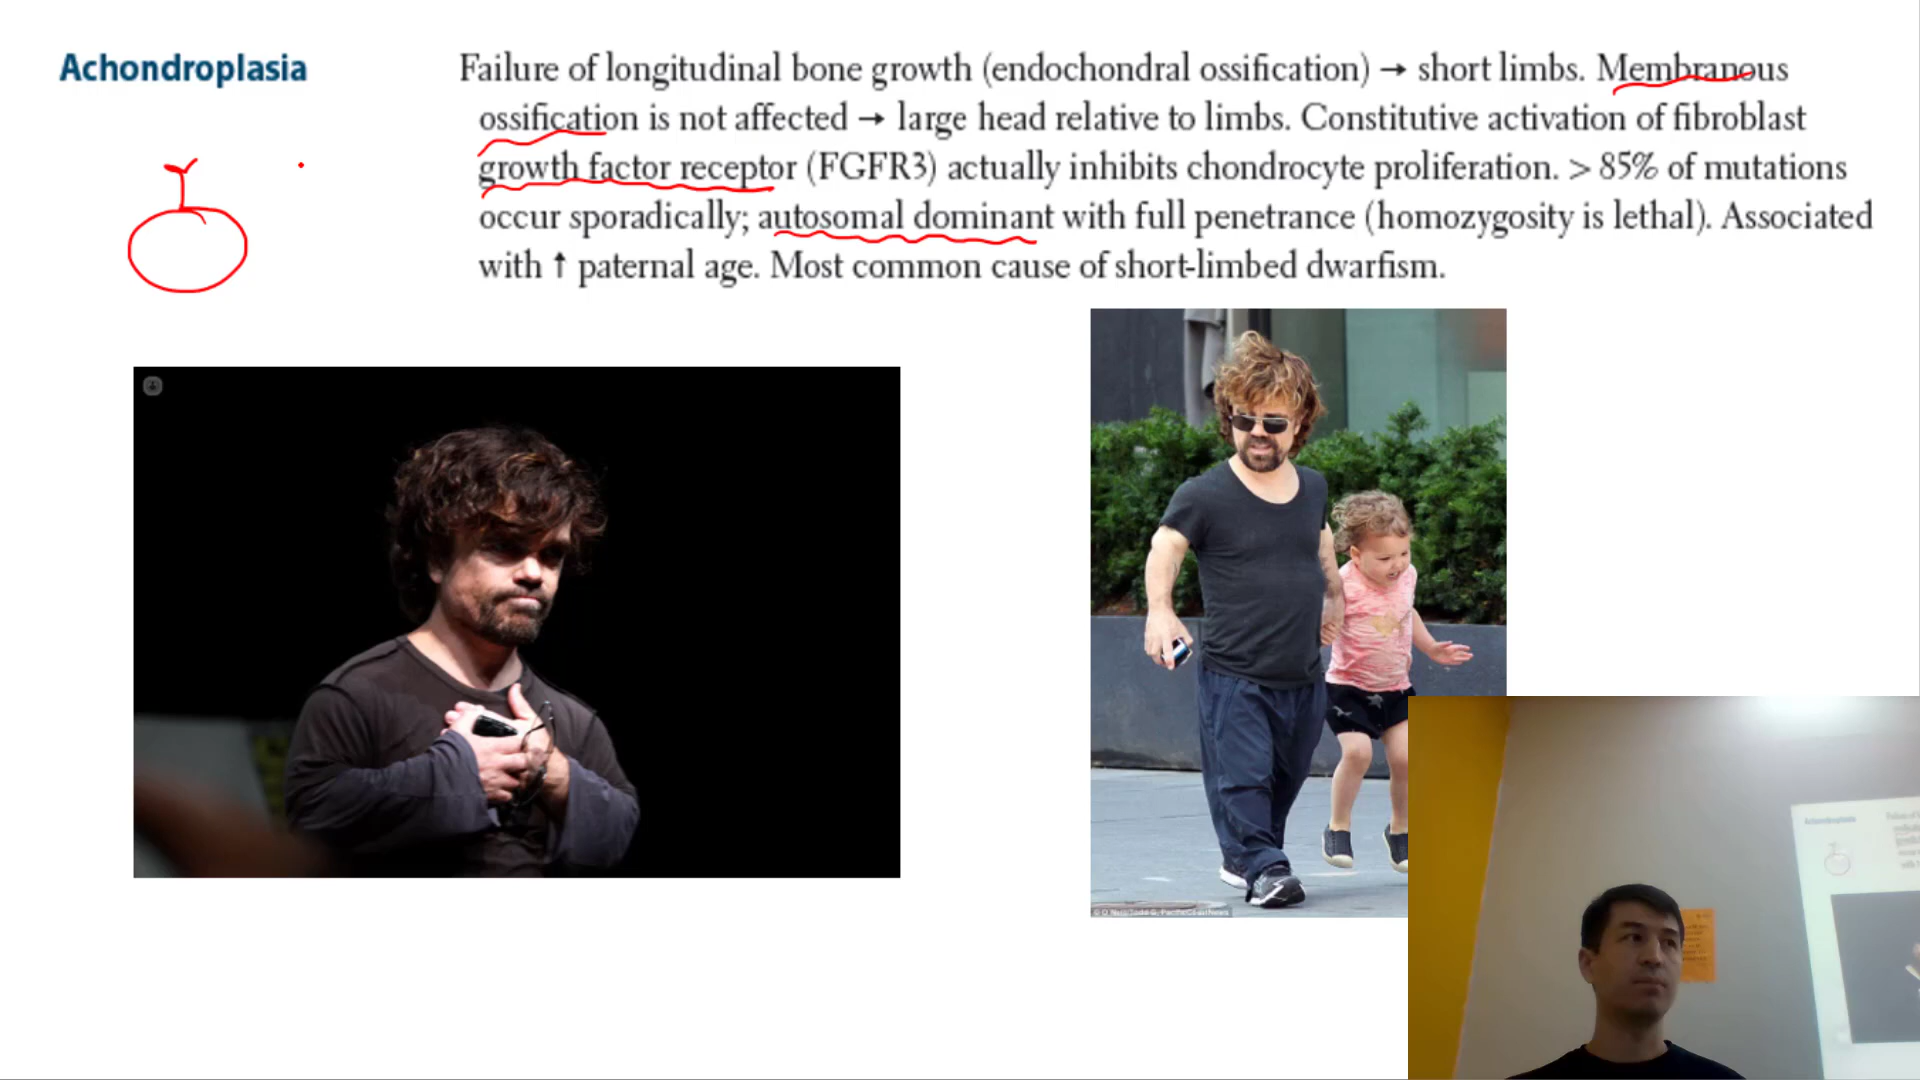 Achondroplasia
Failure of longitudinal bone growth (endochondral ossification) → short limbs. Membranous
ossification is not affected → large head relative to limbs. Constitutive activation of fibroblast
growth factor receptor (FGFR3) actually inhibits chondrocyte proliferation. > 85% of mutations
occur sporadically; autosomal dominant with full penetrance (homozygosity is lethal). Associated
with ↑ paternal age. Most common cause of short-limbed dwarfism.
Achondroplasia